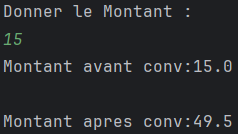 Donner le Montant :
15
Montant avant conv:15.0
Montant apres conv:49.5